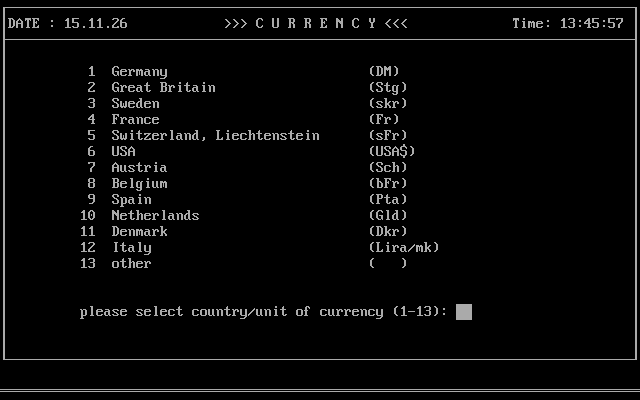 DATE : 15.11.26 >>> C U R R E N C Y <<< Time: 13:45:57
1 Germany (DM)
2 Great Britain (Stg)
3 Sweden (skr)
4 France (Fr)
5 Switzerland, Liechtenstein (sFr)
6 USA (USA$)
7 Austria (Sch)
8 Belgium (bFr)
9 Spain (Pta)
10 Netherlands (Gld)
11 Denmark (Dkr)
12 Italy (Lira/mk)
13 other ( )
please select country/unit of currency (1-13):